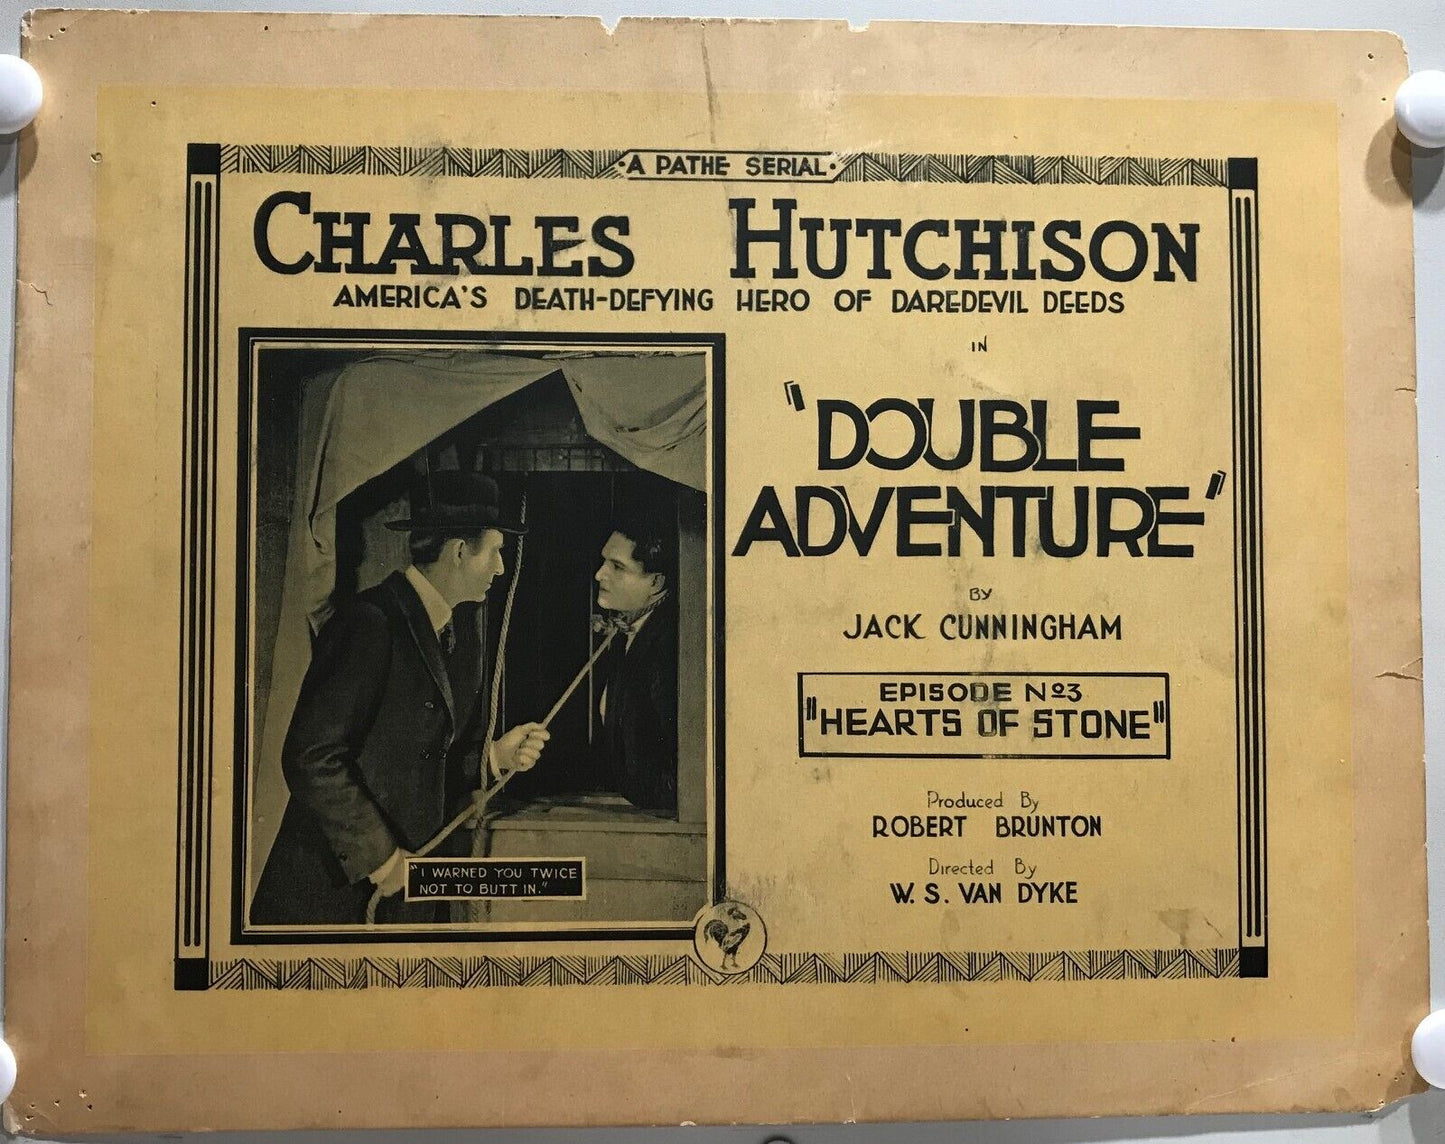 A PATHE SERIAL
CHARLES HUTCHISON
AMERICA'S DEATH-DEFYING HERO OF DAREDEVIL DEEDS
IN
"DOUBLE
ADVENTURE"
BY
JACK CUNNINGHAM
EPISODE Nº3
"HEARTS OF STONE"
Produced By
ROBERT BRUNTON
Directed By
W. S. VAN DYKE
"I WARNED YOU TWICE
NOT TO BUTT IN."